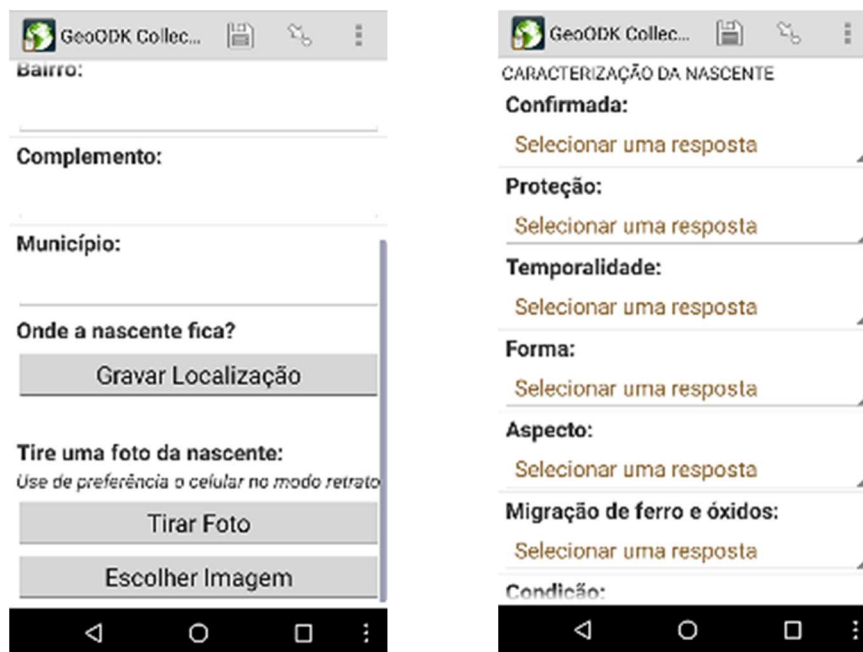 GeoODK Collec...
Bairro:
Complemento:
Município:
Onde a nascente fica?
Gravar Localização
Tire uma foto da nascente:
Use de preferência o celular no modo retrato
Tirar Foto
Escolher Imagem
GeoODK Collec...
CARACTERIZAÇÃO DA NASCENTE
Confirmada:
Selecionar uma resposta
Proteção:
Selecionar uma resposta
Temporalidade:
Selecionar uma resposta
Forma:
Selecionar uma resposta
Aspecto:
Selecionar uma resposta
Migração de ferro e óxidos:
Selecionar uma resposta
Condição: